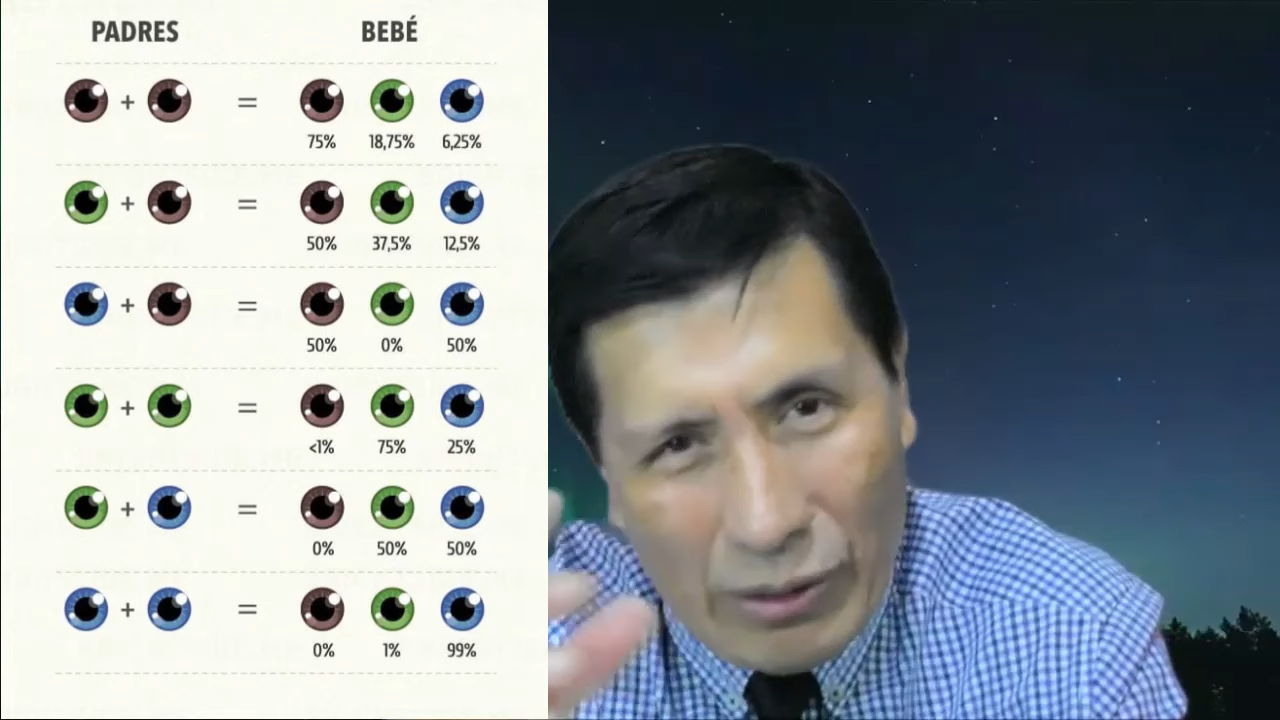 PADRES BEBÉ
+ =
75% 18,75% 6,25%
+ =
50% 37,5% 12,5%
+ =
50% 0% 50%
+ =
<1% 75% 25%
+ =
0% 50% 50%
+ =
0% 1% 99%